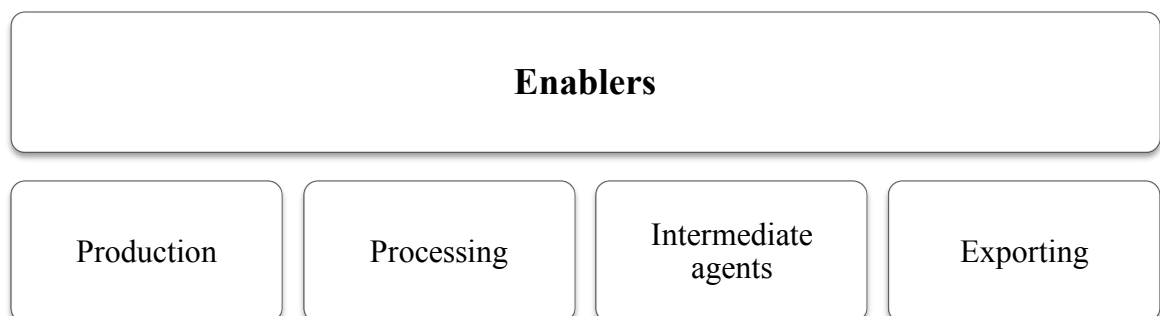 Enablers
Production
Processing
Intermediate
agents
Exporting